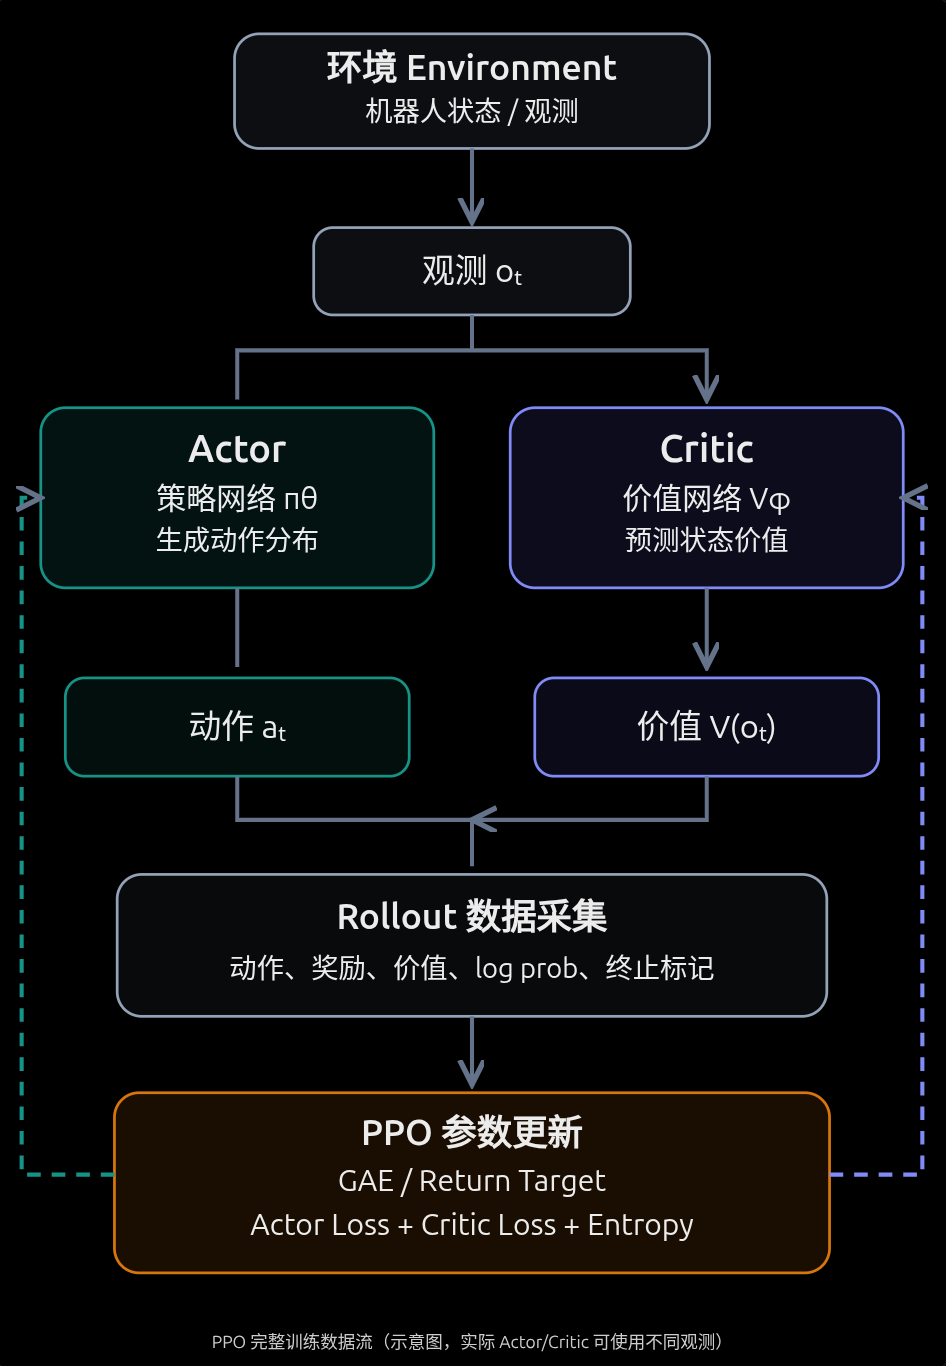 环境 Environment
机器人状态 / 观测
观测 oₜ
Actor
策略网络 πθ
生成动作分布
Critic
价值网络 Vφ
预测状态价值
动作 aₜ
价值 V(oₜ)
Rollout 数据采集
动作、奖励、价值、log prob、终止标记
PPO 参数更新
GAE / Return Target
Actor Loss + Critic Loss + Entropy
PPO 完整训练数据流（示意图，实际 Actor/Critic 可使用不同观测）